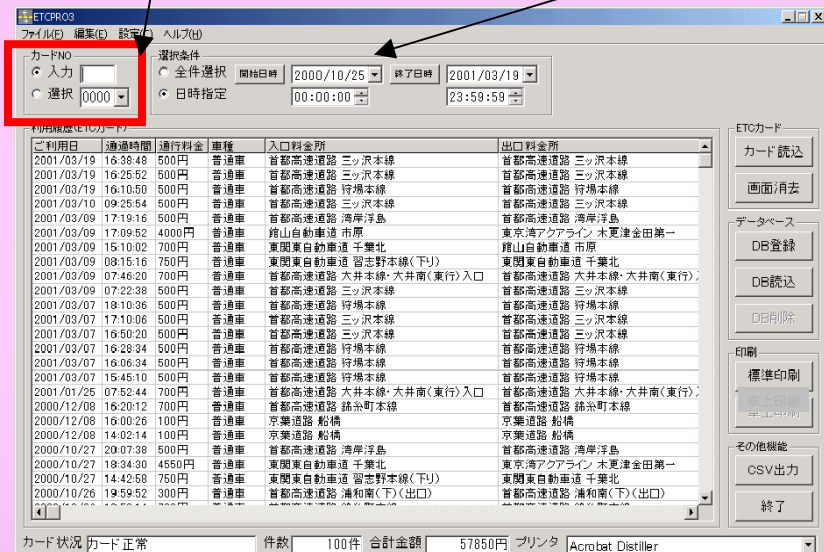 ETCPRO3
ファイル(F) 編集(E) 設定(C) ヘルプ(H)
カードNO
入力
選択 0000
選択条件
全件選択 開始日時 2000/10/25 終了日時 2001/03/19
日時指定 00:00:00 23:59:59
利用履歴(ETCカード)
ご利用日 通過時間 通行料金 車種 入口料金所 出口料金所
2001/03/19 16:38:48 500円 普通車 首都高速道路 三ッ沢本線 首都高速道路 三ッ沢本線
2001/03/19 16:25:52 500円 普通車 首都高速道路 三ッ沢本線 首都高速道路 三ッ沢本線
2001/03/19 16:10:50 500円 普通車 首都高速道路 狩場本線 首都高速道路 狩場本線
2001/03/10 09:25:54 500円 普通車 首都高速道路 三ッ沢本線 首都高速道路 三ッ沢本線
2001/03/09 17:19:16 500円 普通車 首都高速道路 湾岸浮島 首都高速道路 湾岸浮島
2001/03/09 17:09:52 4000円 普通車 館山自動車道 市原 東京湾アクアライン 木更津金田第一
2001/03/09 15:10:02 700円 普通車 東関東自動車道 千葉北 館山自動車道 市原
2001/03/09 08:15:16 750円 普通車 東関東自動車道 習志野本線(下り) 東関東自動車道 千葉北
2001/03/09 07:46:20 700円 普通車 首都高速道路 大井本線・大井南(東行)入口 首都高速道路 大井本線・大井南(東行)
2001/03/09 07:22:38 500円 普通車 首都高速道路 三ッ沢本線 首都高速道路 三ッ沢本線
2001/03/07 18:10:36 500円 普通車 首都高速道路 狩場本線 首都高速道路 狩場本線
2001/03/07 17:10:06 500円 普通車 首都高速道路 三ッ沢本線 首都高速道路 三ッ沢本線
2001/03/07 16:50:20 500円 普通車 首都高速道路 三ッ沢本線 首都高速道路 三ッ沢本線
2001/03/07 16:28:34 500円 普通車 首都高速道路 狩場本線 首都高速道路 狩場本線
2001/03/07 16:06:34 500円 普通車 首都高速道路 狩場本線 首都高速道路 狩場本線
2001/03/07 15:45:10 500円 普通車 首都高速道路 狩場本線 首都高速道路 狩場本線
2001/01/25 07:52:44 700円 普通車 首都高速道路 大井本線・大井南(東行)入口 首都高速道路 大井本線・大井南(東行)
2000/12/08 16:20:12 700円 普通車 首都高速道路 錦糸町本線 首都高速道路 錦糸町本線
2000/12/08 16:00:26 100円 普通車 京葉道路 船橋 京葉道路 船橋
2000/12/08 14:02:14 100円 普通車 京葉道路 船橋 京葉道路 船橋
2000/10/27 20:07:38 500円 普通車 首都高速道路 湾岸浮島 首都高速道路 湾岸浮島
2000/10/27 18:34:30 4550円 普通車 東関東自動車道 千葉北 東京湾アクアライン 木更津金田第一
2000/10/27 14:42:58 750円 普通車 東関東自動車道 習志野本線(下り) 東関東自動車道 千葉北
2000/10/26 19:59:52 300円 普通車 首都高速道路 浦和南(下)(出口) 首都高速道路 浦和南(下)(出口)
ETCカード
カード読込
画面消去
データベース
DB登録
DB読込
DB削除
印刷
標準印刷
卓上印刷
その他機能
CSV出力
終了
カード状況 カード正常 件数 100件 合計金額 57850円 プリンタ Acrobat Distiller